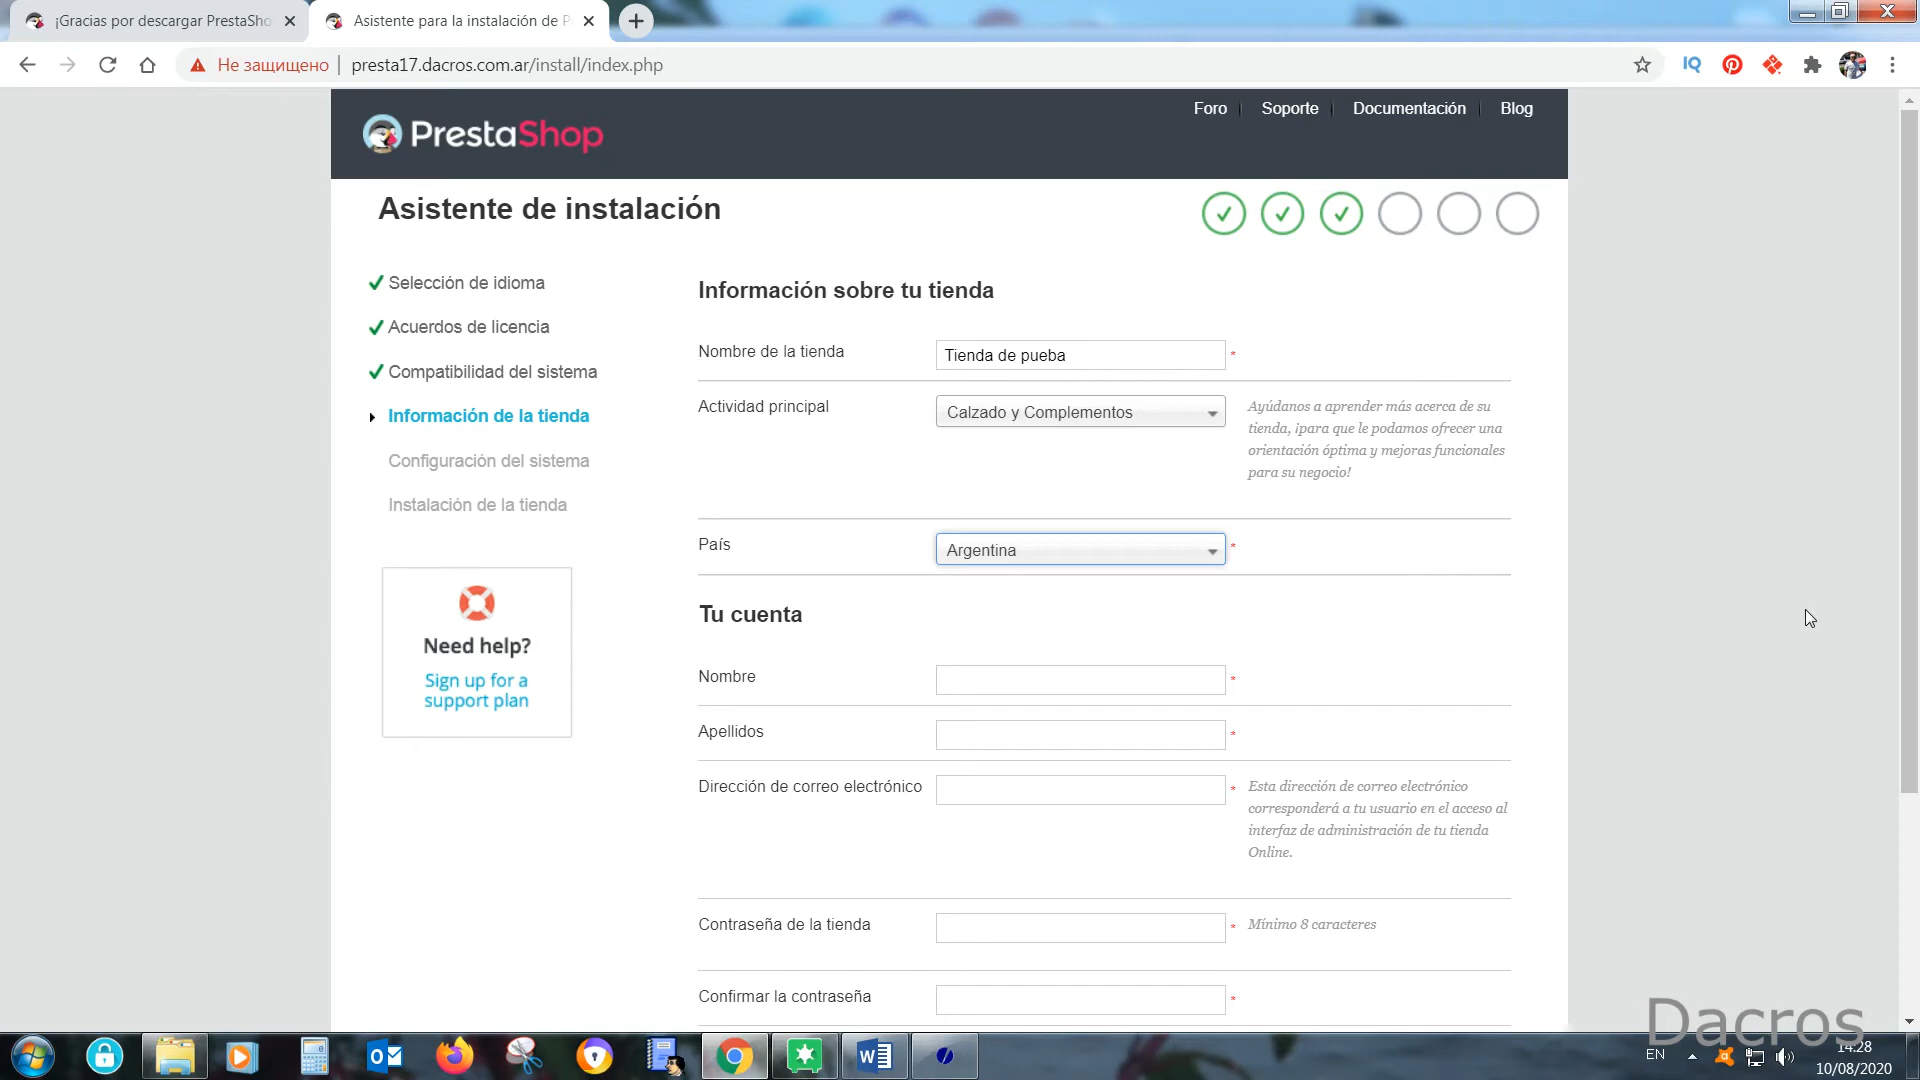 ¡Gracias por descargar PrestaSho
Asistente para la instalación de P
Не защищено
presta17.dacros.com.ar/install/index.php
IQ
Foro
Soporte
Documentación
Blog
PrestaShop
Asistente de instalación
Selección de idioma
Acuerdos de licencia
Compatibilidad del sistema
Información de la tienda
Configuración del sistema
Instalación de la tienda
Need help?
Sign up for a
support plan
Información sobre tu tienda
Nombre de la tienda
Tienda de pueba
*
Actividad principal
Calzado y Complementos
Ayúdanos a aprender más acerca de su
tienda, ¡para que le podamos ofrecer una
orientación óptima y mejoras funcionales
para su negocio!
País
Argentina
*
Tu cuenta
Nombre
*
Apellidos
*
Dirección de correo electrónico
*
Esta dirección de correo electrónico
corresponderá a tu usuario en el acceso al
interfaz de administración de tu tienda
Online.
Contraseña de la tienda
*
Mínimo 8 caracteres
Confirmar la contraseña
*
Dacros
EN
14:28
10/08/2020